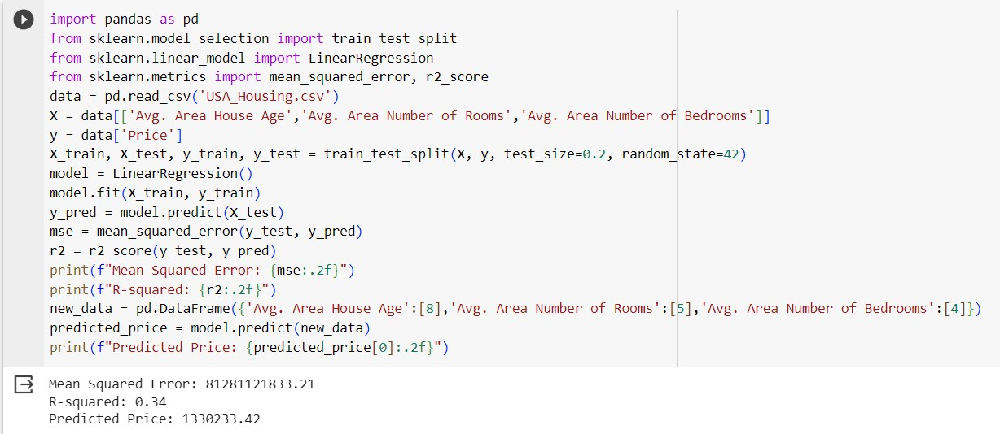 import pandas as pd
from sklearn.model_selection import train_test_split
from sklearn.linear_model import LinearRegression
from sklearn.metrics import mean_squared_error, r2_score
data = pd.read_csv('USA_Housing.csv')
X = data[['Avg. Area House Age','Avg. Area Number of Rooms','Avg. Area Number of Bedrooms']]
y = data['Price']
X_train, X_test, y_train, y_test = train_test_split(X, y, test_size=0.2, random_state=42)
model = LinearRegression()
model.fit(X_train, y_train)
y_pred = model.predict(X_test)
mse = mean_squared_error(y_test, y_pred)
r2 = r2_score(y_test, y_pred)
print(f"Mean Squared Error: {mse:.2f}")
print(f"R-squared: {r2:.2f}")
new_data = pd.DataFrame({'Avg. Area House Age':[8],'Avg. Area Number of Rooms':[5],'Avg. Area Number of Bedrooms':[4]})
predicted_price = model.predict(new_data)
print(f"Predicted Price: {predicted_price[0]:.2f}")
Mean Squared Error: 81281121833.21
R-squared: 0.34
Predicted Price: 1330233.42